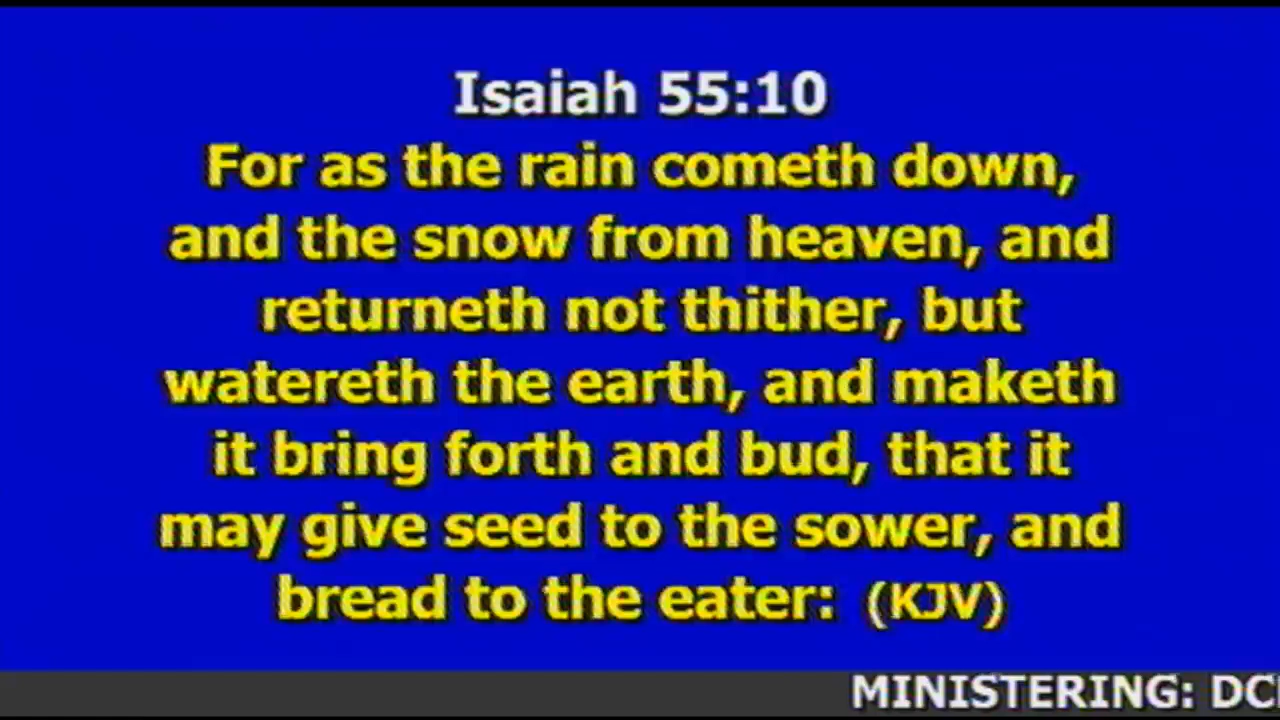 Isaiah 55:10
For as the rain cometh down,
and the snow from heaven, and
returneth not thither, but
watereth the earth, and maketh
it bring forth and bud, that it
may give seed to the sower, and
bread to the eater: (KJV)
MINISTERING: